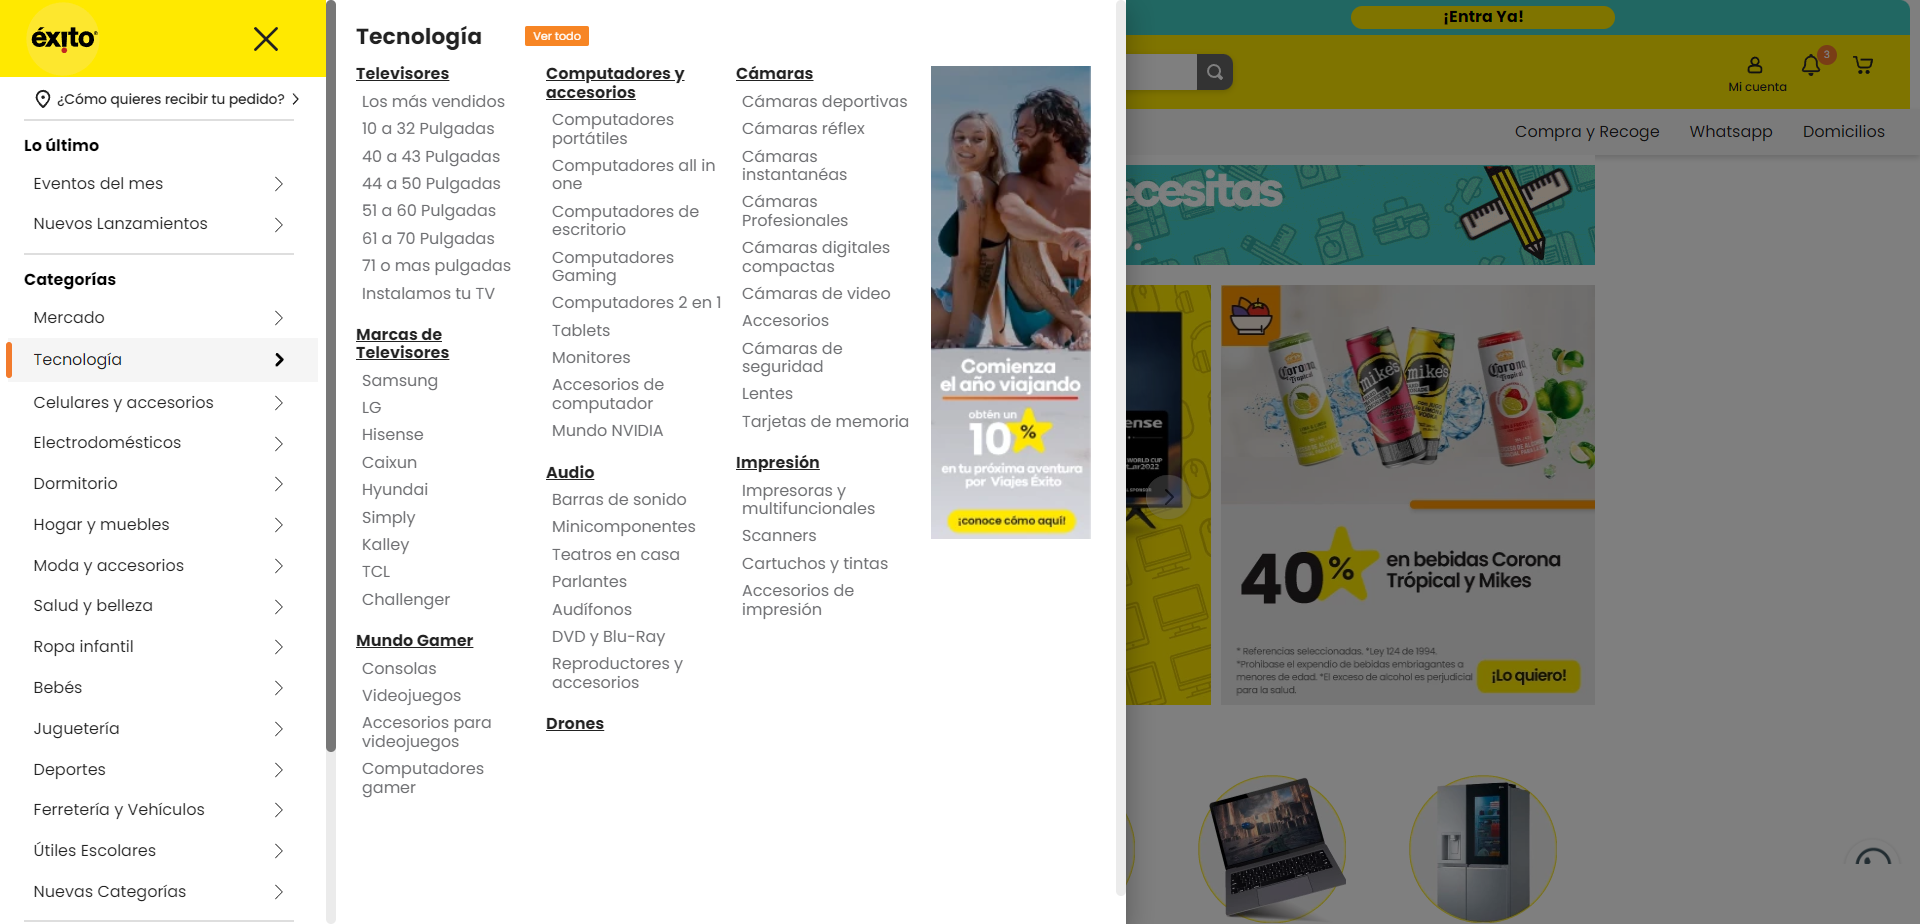 éxito
¿Cómo quieres recibir tu pedido?
Lo último
Eventos del mes
Nuevos Lanzamientos
Categorías
Mercado
Tecnología
Celulares y accesorios
Electrodomésticos
Dormitorio
Hogar y muebles
Moda y accesorios
Salud y belleza
Ropa infantil
Bebés
Juguetería
Deportes
Ferretería y Vehículos
Útiles Escolares
Nuevas Categorías
Tecnología
Ver todo
Televisores
Los más vendidos
10 a 32 Pulgadas
40 a 43 Pulgadas
44 a 50 Pulgadas
51 a 60 Pulgadas
61 a 70 Pulgadas
71 o mas pulgadas
Instalamos tu TV
Marcas de
Televisores
Samsung
LG
Hisense
Caixun
Hyundai
Simply
Kalley
TCL
Challenger
Mundo Gamer
Consolas
Videojuegos
Accesorios para
videojuegos
Computadores
gamer
Computadores y
accesorios
Computadores
portátiles
Computadores all in
one
Computadores de
escritorio
Computadores
Gaming
Computadores 2 en 1
Tablets
Monitores
Accesorios de
computador
Mundo NVIDIA
Audio
Barras de sonido
Minicomponentes
Teatros en casa
Parlantes
Audífonos
DVD y Blu-Ray
Reproductores y
accesorios
Drones
Cámaras
Cámaras deportivas
Cámaras réflex
Cámaras
instantanéas
Cámaras
Profesionales
Cámaras digitales
compactas
Cámaras de video
Accesorios
Cámaras de
seguridad
Lentes
Tarjetas de memoria
Impresión
Impresoras y
multifuncionales
Scanners
Cartuchos y tintas
Accesorios de
impresión
Comienza
el año viajando
obtén un
10%
en tu próxima aventura
por Viajes Éxito
¡conoce cómo aquí!
¡Entra Ya!
3
Mi cuenta
Compra y Recoge
Whatsapp
Domicilios
ecesitas
ense
WORLD CUP
Corona
Tropical
mike's
mike's
Corona
Tropical
40%
en bebidas Corona
Trópical y Mikes
* Referencias seleccionadas. *Ley 124 de 1994.
*Prohibase el expendio de bebidas embriagantes a
menores de edad. *El exceso de alcohol es perjudicial
para la salud.
¡Lo quiero!